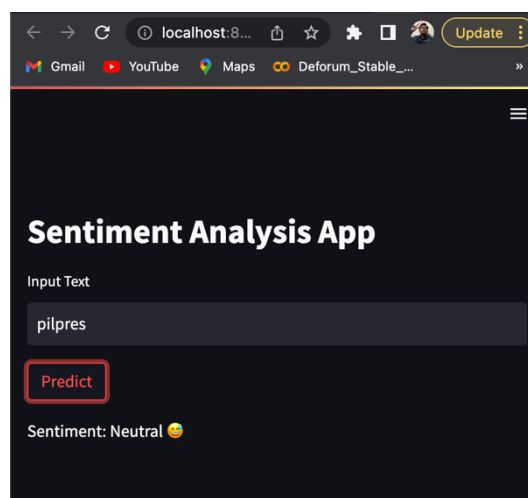 localhost:8...
Update
Gmail YouTube Maps Deforum_Stable_... »
Sentiment Analysis App
Input Text
pilpres
Predict
Sentiment: Neutral 😅